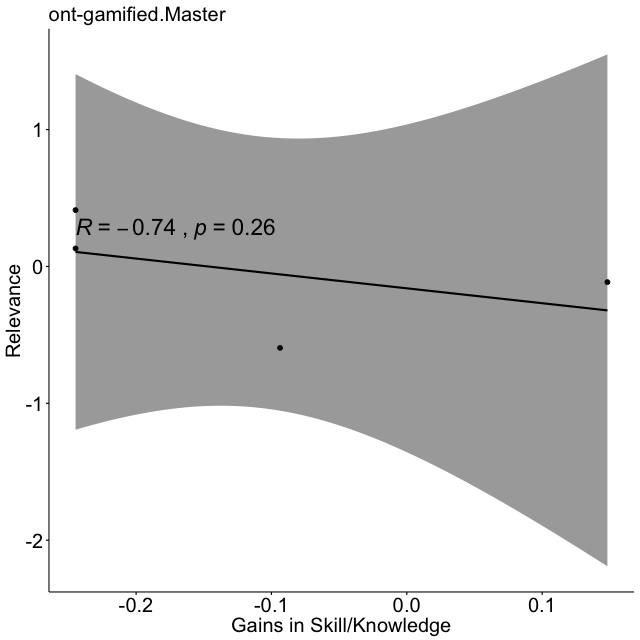 ont-gamified.Master
1
R = −0.74 , p = 0.26
0
Relevance
-1
-2
-0.2 -0.1 0.0 0.1
Gains in Skill/Knowledge